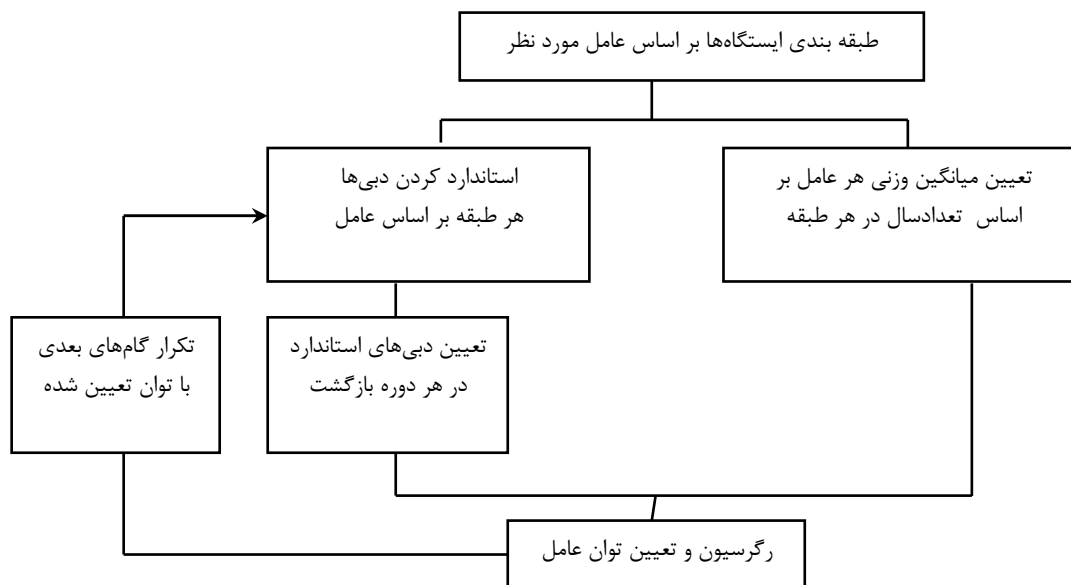 طبقه بندی ایستگاه‌ها بر اساس عامل مورد نظر
تعیین میانگین وزنی هر عامل بر
اساس تعدادسال در هر طبقه
استاندارد کردن دبی‌ها
هر طبقه بر اساس عامل
تعیین دبی‌های استاندارد
در هر دوره بازگشت
تکرار گام‌های بعدی
با توان تعیین شده
رگرسیون و تعیین توان عامل